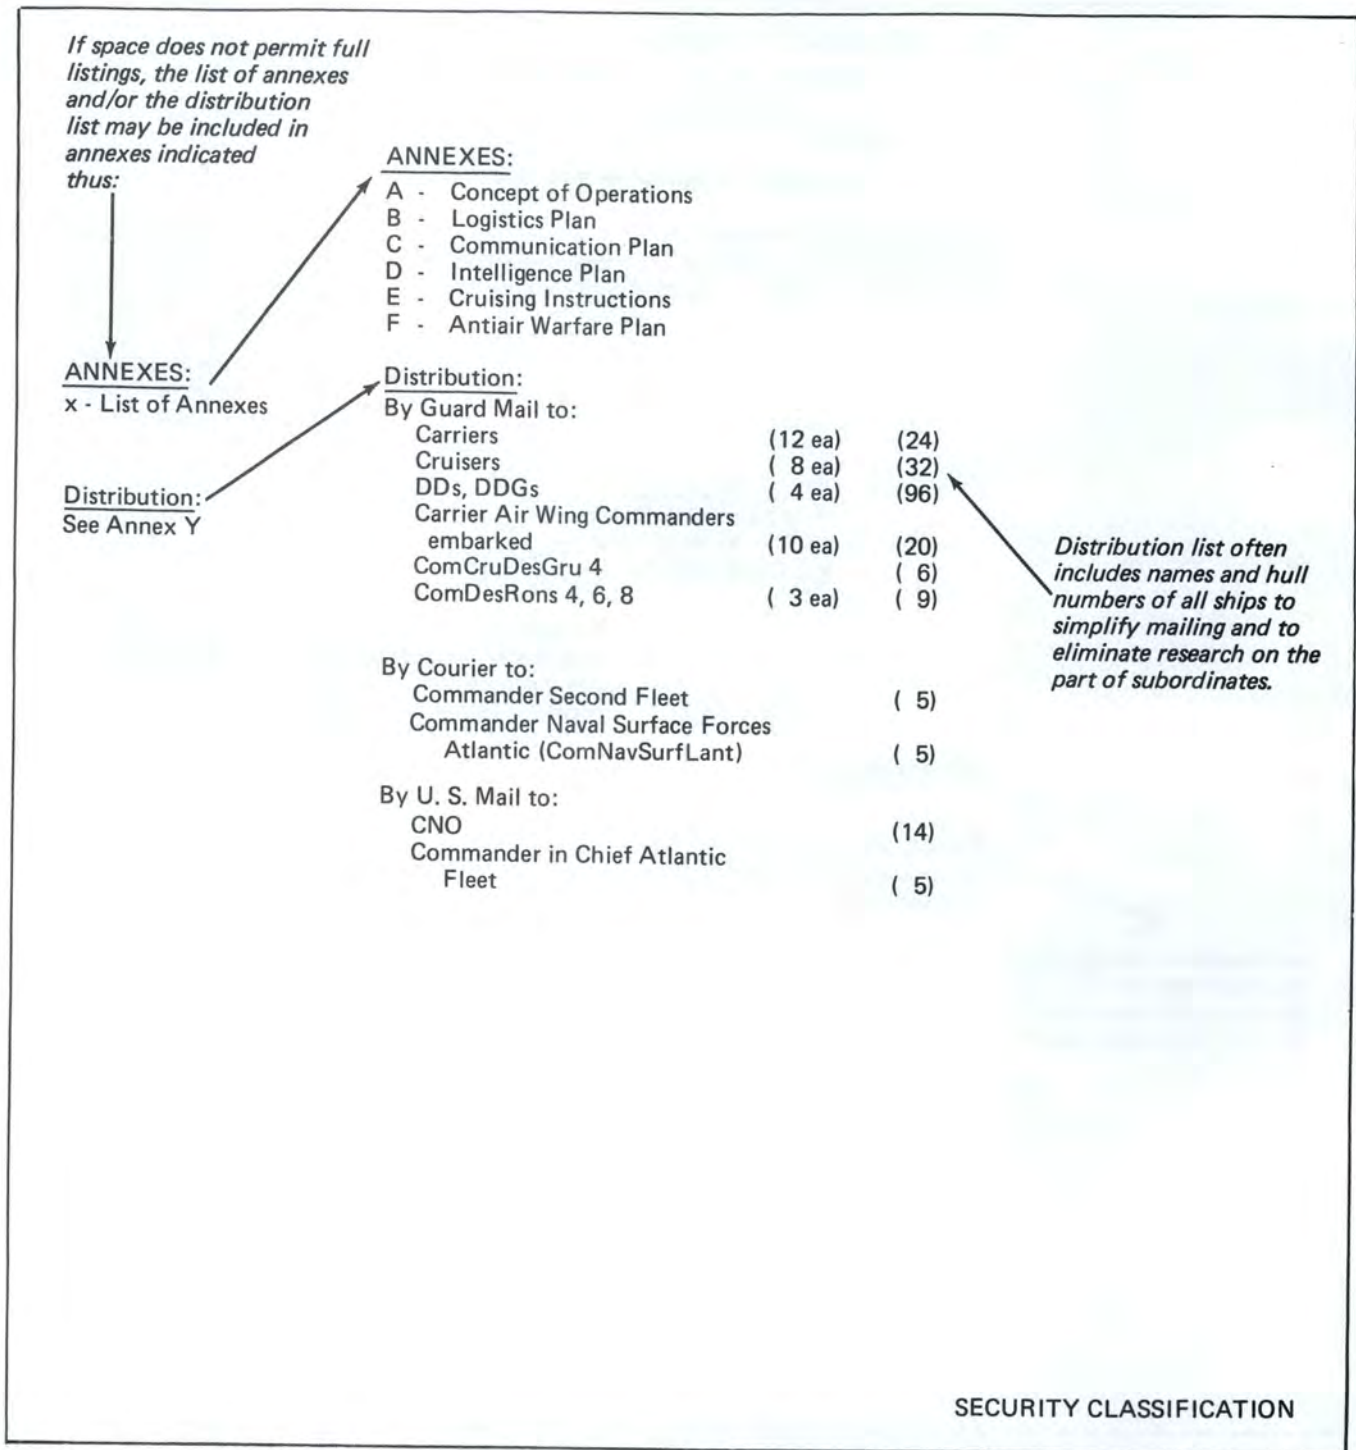 If space does not permit full
listings, the list of annexes
and/or the distribution
list may be included in
annexes indicated
thus:
ANNEXES:
A - Concept of Operations
B - Logistics Plan
C - Communication Plan
D - Intelligence Plan
E - Cruising Instructions
F - Antiair Warfare Plan
ANNEXES:
x - List of Annexes
Distribution:
See Annex Y
Distribution:
By Guard Mail to:
Carriers (12 ea) (24)
Cruisers ( 8 ea) (32)
DDs, DDGs ( 4 ea) (96)
Carrier Air Wing Commanders
embarked (10 ea) (20)
ComCruDesGru 4 ( 6)
ComDesRons 4, 6, 8 ( 3 ea) ( 9)
Distribution list often
includes names and hull
numbers of all ships to
simplify mailing and to
eliminate research on the
part of subordinates.
By Courier to:
Commander Second Fleet ( 5)
Commander Naval Surface Forces
Atlantic (ComNavSurfLant) ( 5)
By U. S. Mail to:
CNO (14)
Commander in Chief Atlantic
Fleet ( 5)
SECURITY CLASSIFICATION